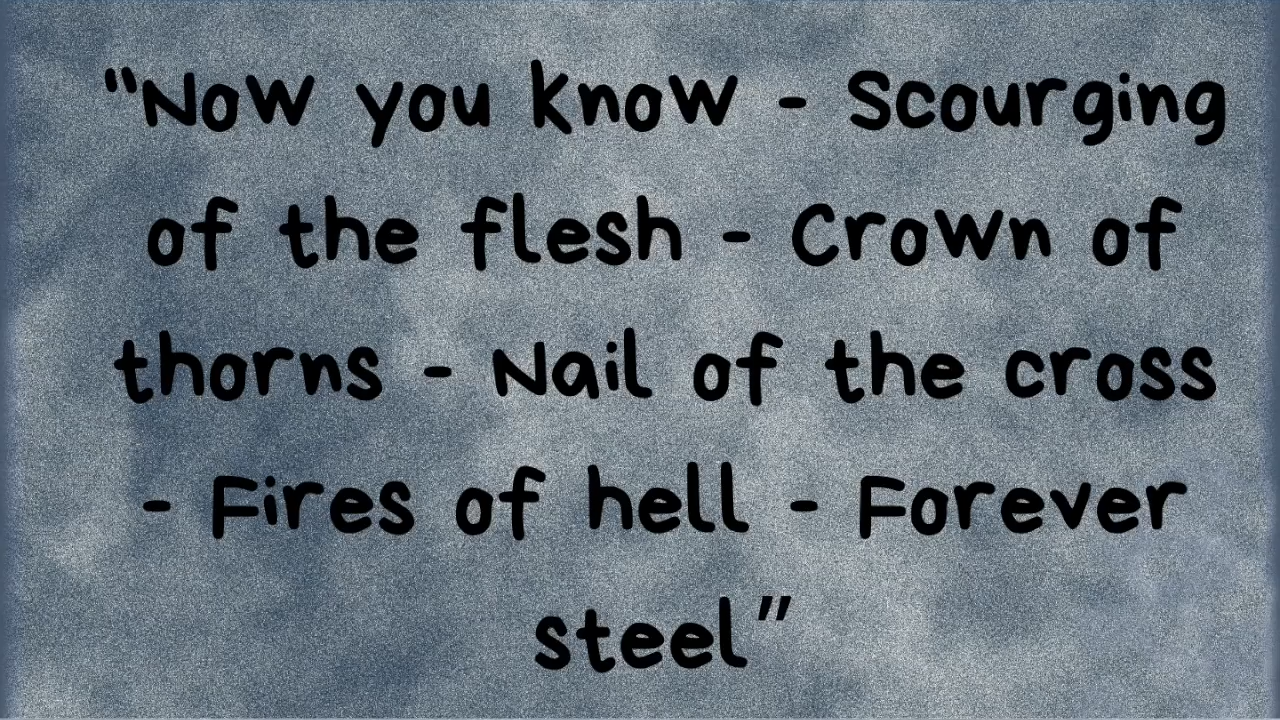 “Now you know - Scourging
of the flesh - Crown of
thorns - Nail of the cross
- Fires of hell - Forever
steel”